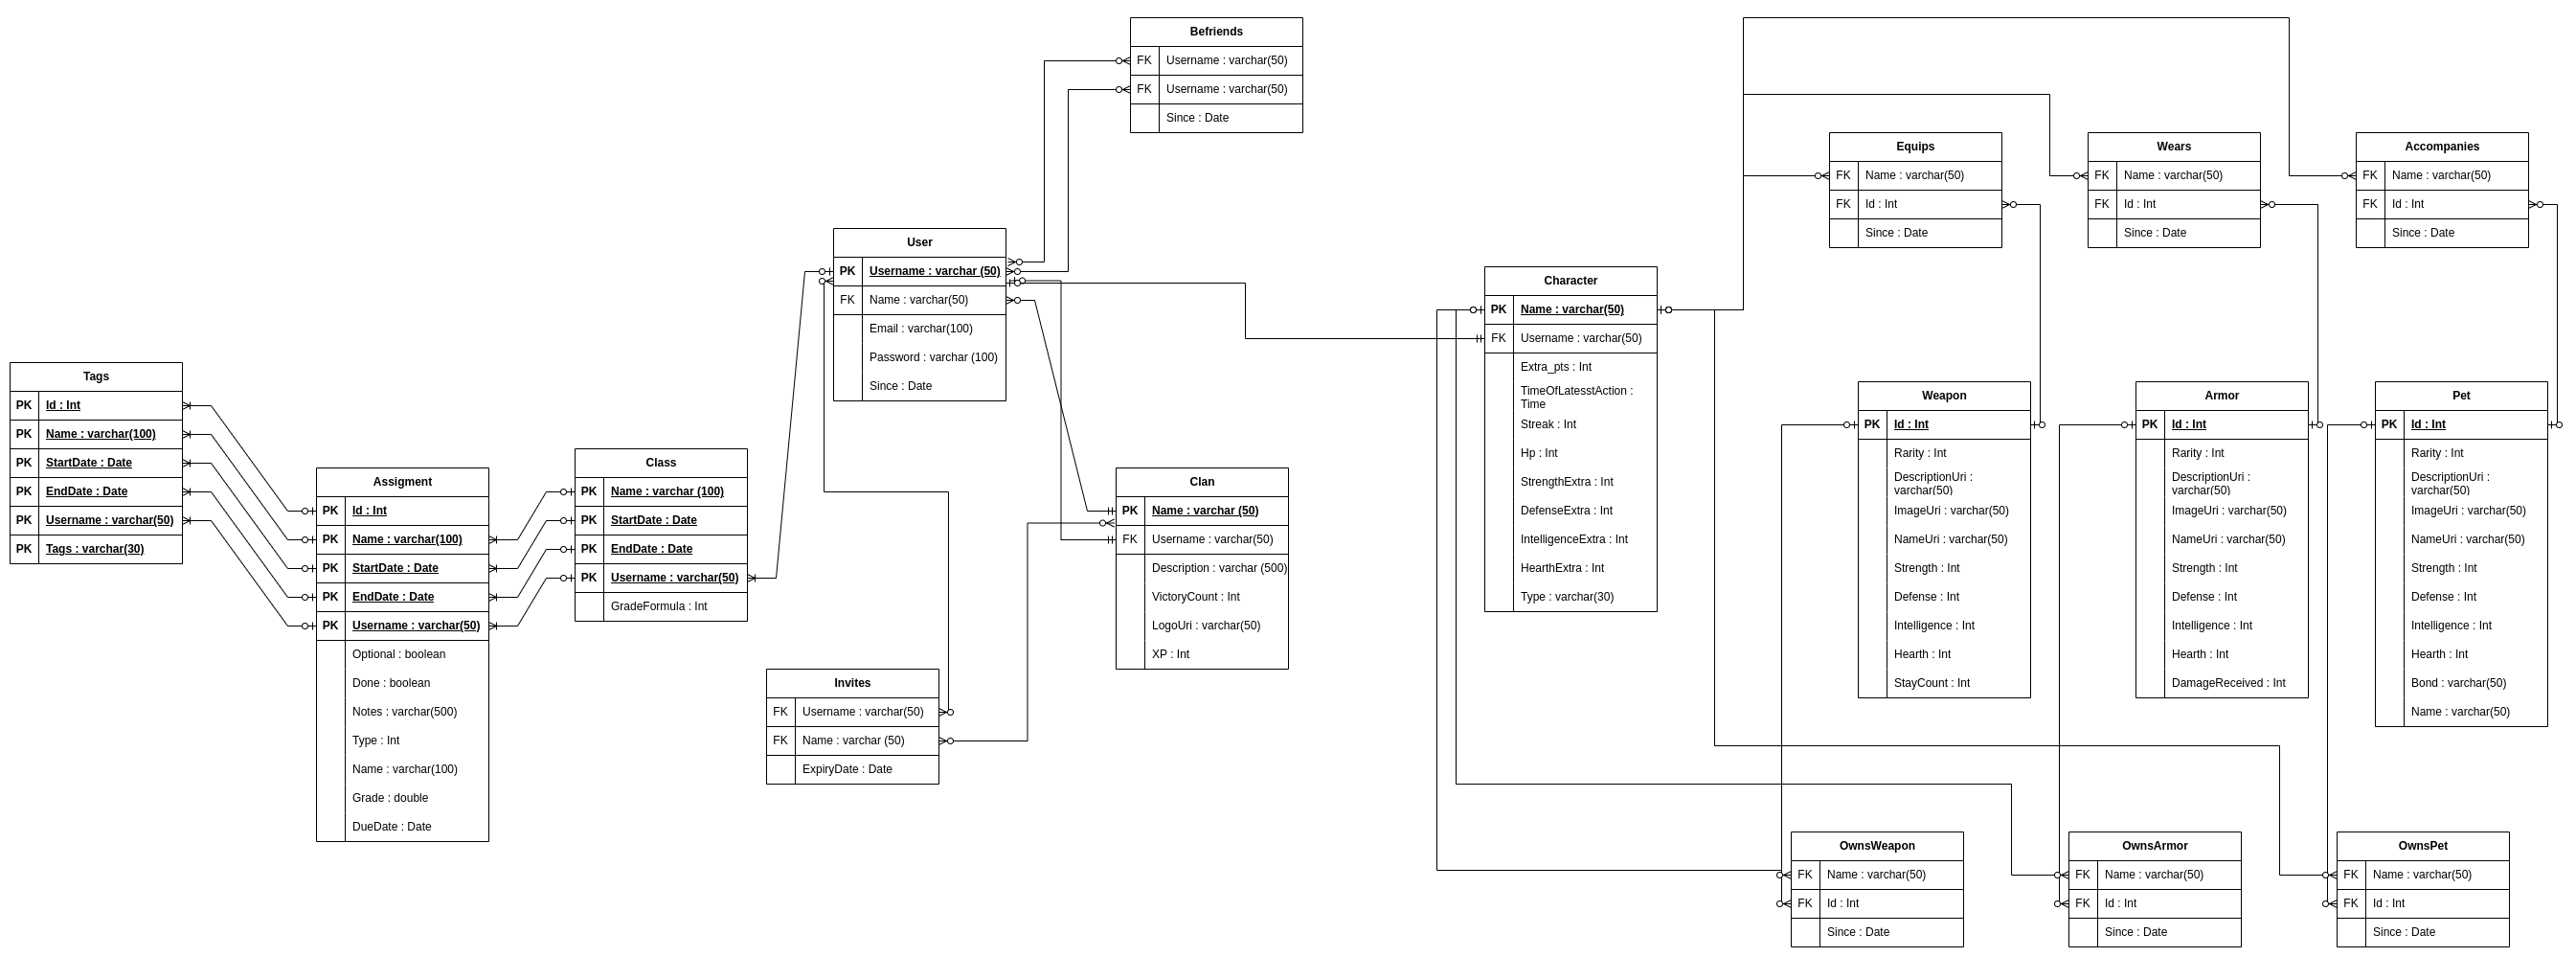 Befriends
FK Username : varchar(50)
FK Username : varchar(50)
Since : Date
Equips
FK Name : varchar(50)
FK Id : Int
Since : Date
Wears
FK Name : varchar(50)
FK Id : Int
Since : Date
Accompanies
FK Name : varchar(50)
FK Id : Int
Since : Date
User
PK Username : varchar (50)
FK Name : varchar(50)
Email : varchar(100)
Password : varchar (100)
Since : Date
Character
PK Name : varchar(50)
FK Username : varchar(50)
Extra_pts : Int
TimeOfLatesstAction :
Time
Streak : Int
Hp : Int
StrengthExtra : Int
DefenseExtra : Int
IntelligenceExtra : Int
HearthExtra : Int
Type : varchar(30)
Tags
PK Id : Int
PK Name : varchar(100)
PK StartDate : Date
PK EndDate : Date
PK Username : varchar(50)
PK Tags : varchar(30)
Assigment
PK Id : Int
PK Name : varchar(100)
PK StartDate : Date
PK EndDate : Date
PK Username : varchar(50)
Optional : boolean
Done : boolean
Notes : varchar(500)
Type : Int
Name : varchar(100)
Grade : double
DueDate : Date
Class
PK Name : varchar (100)
PK StartDate : Date
PK EndDate : Date
PK Username : varchar(50)
GradeFormula : Int
Clan
PK Name : varchar (50)
FK Username : varchar(50)
Description : varchar (500)
VictoryCount : Int
LogoUri : varchar(50)
XP : Int
Invites
FK Username : varchar(50)
FK Name : varchar (50)
ExpiryDate : Date
Weapon
PK Id : Int
Rarity : Int
DescriptionUri :
varchar(50)
ImageUri : varchar(50)
NameUri : varchar(50)
Strength : Int
Defense : Int
Intelligence : Int
Hearth : Int
StayCount : Int
Armor
PK Id : Int
Rarity : Int
DescriptionUri :
varchar(50)
ImageUri : varchar(50)
NameUri : varchar(50)
Strength : Int
Defense : Int
Intelligence : Int
Hearth : Int
DamageReceived : Int
Pet
PK Id : Int
Rarity : Int
DescriptionUri :
varchar(50)
ImageUri : varchar(50)
NameUri : varchar(50)
Strength : Int
Defense : Int
Intelligence : Int
Hearth : Int
Bond : varchar(50)
Name : varchar(50)
OwnsWeapon
FK Name : varchar(50)
FK Id : Int
Since : Date
OwnsArmor
FK Name : varchar(50)
FK Id : Int
Since : Date
OwnsPet
FK Name : varchar(50)
FK Id : Int
Since : Date